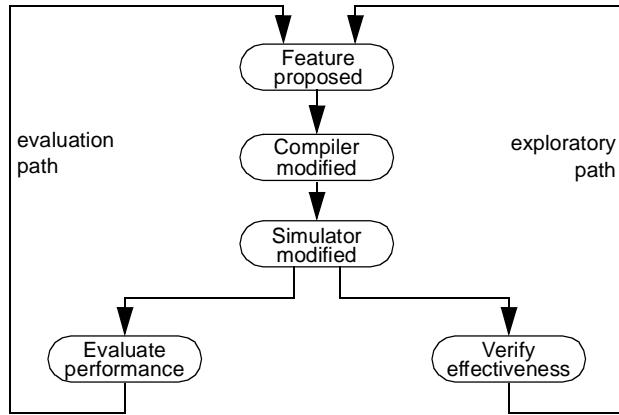 Feature
proposed
evaluation
path
Compiler
modified
exploratory
path
Simulator
modified
Evaluate
performance
Verify
effectiveness